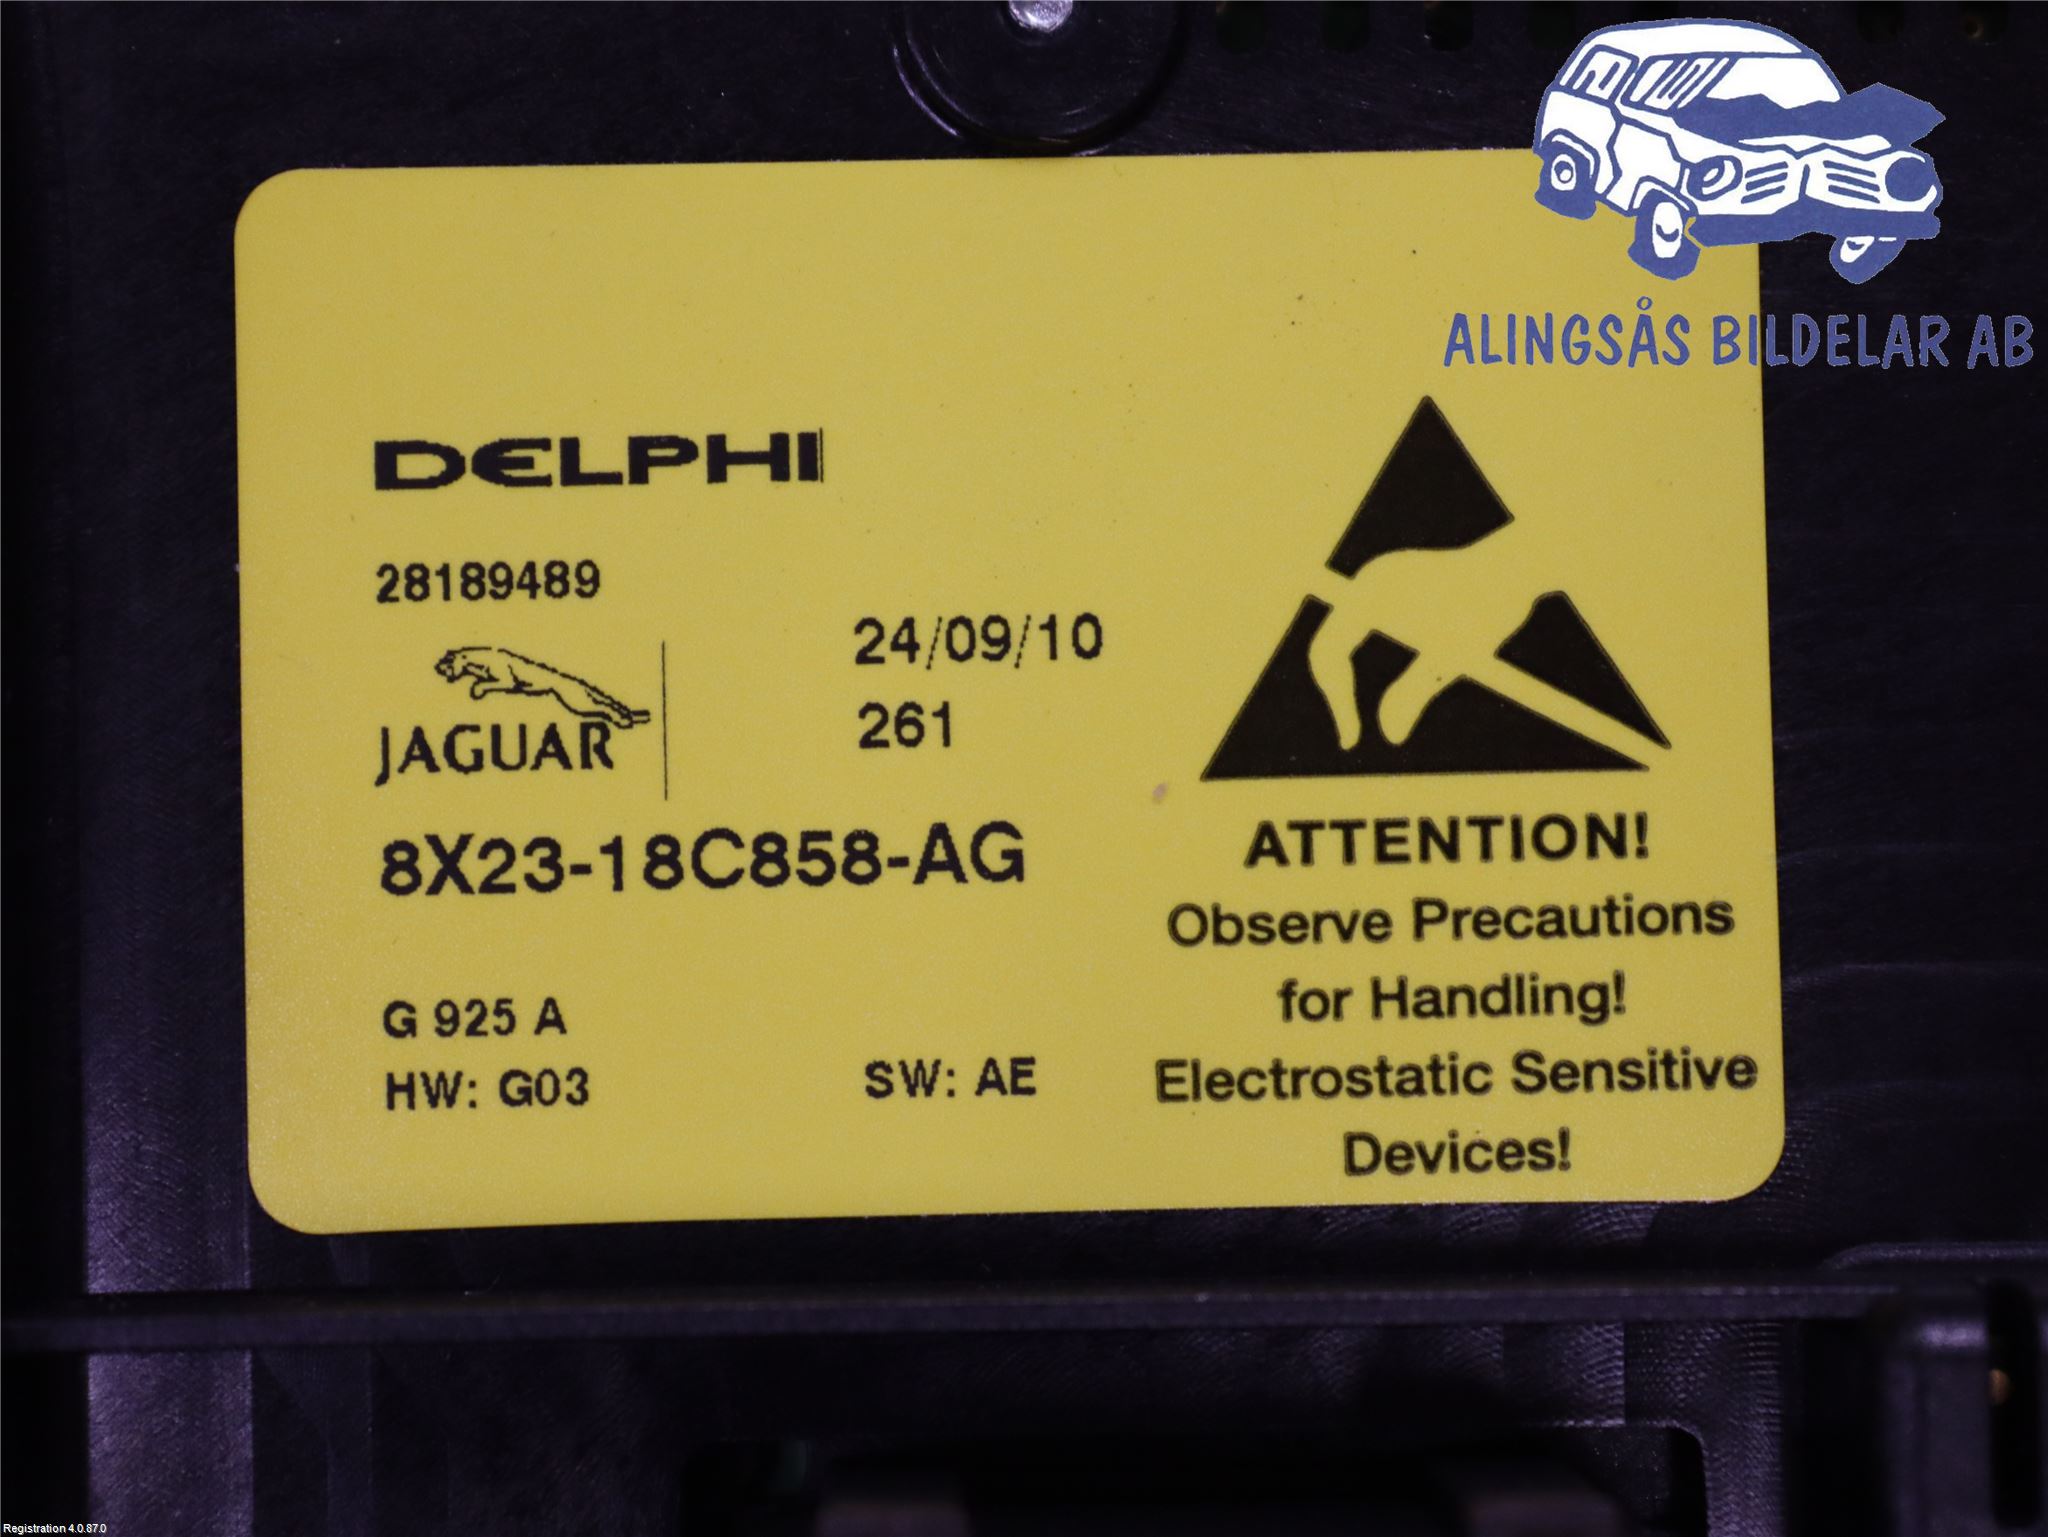 ALINGSÅS BILDELAR AB
DELPHI
28189489
24/09/10
JAGUAR
261
8X23-18C858-AG
G 925 A
HW: G03
SW: AE
ATTENTION!
Observe Precautions
for Handling!
Electrostatic Sensitive
Devices!
Registration 4.0.87.0